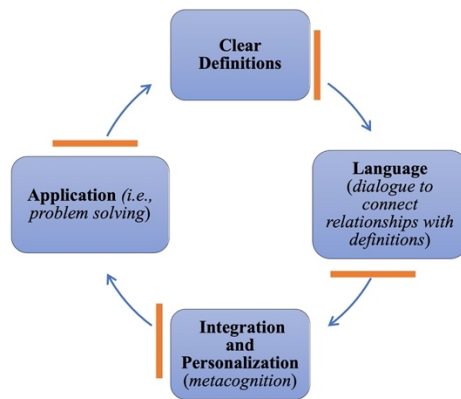 Clear
Definitions
Language
(dialogue to
connect
relationships with
definitions)
Integration
and
Personalization
(metacognition)
Application (i.e.,
problem solving)